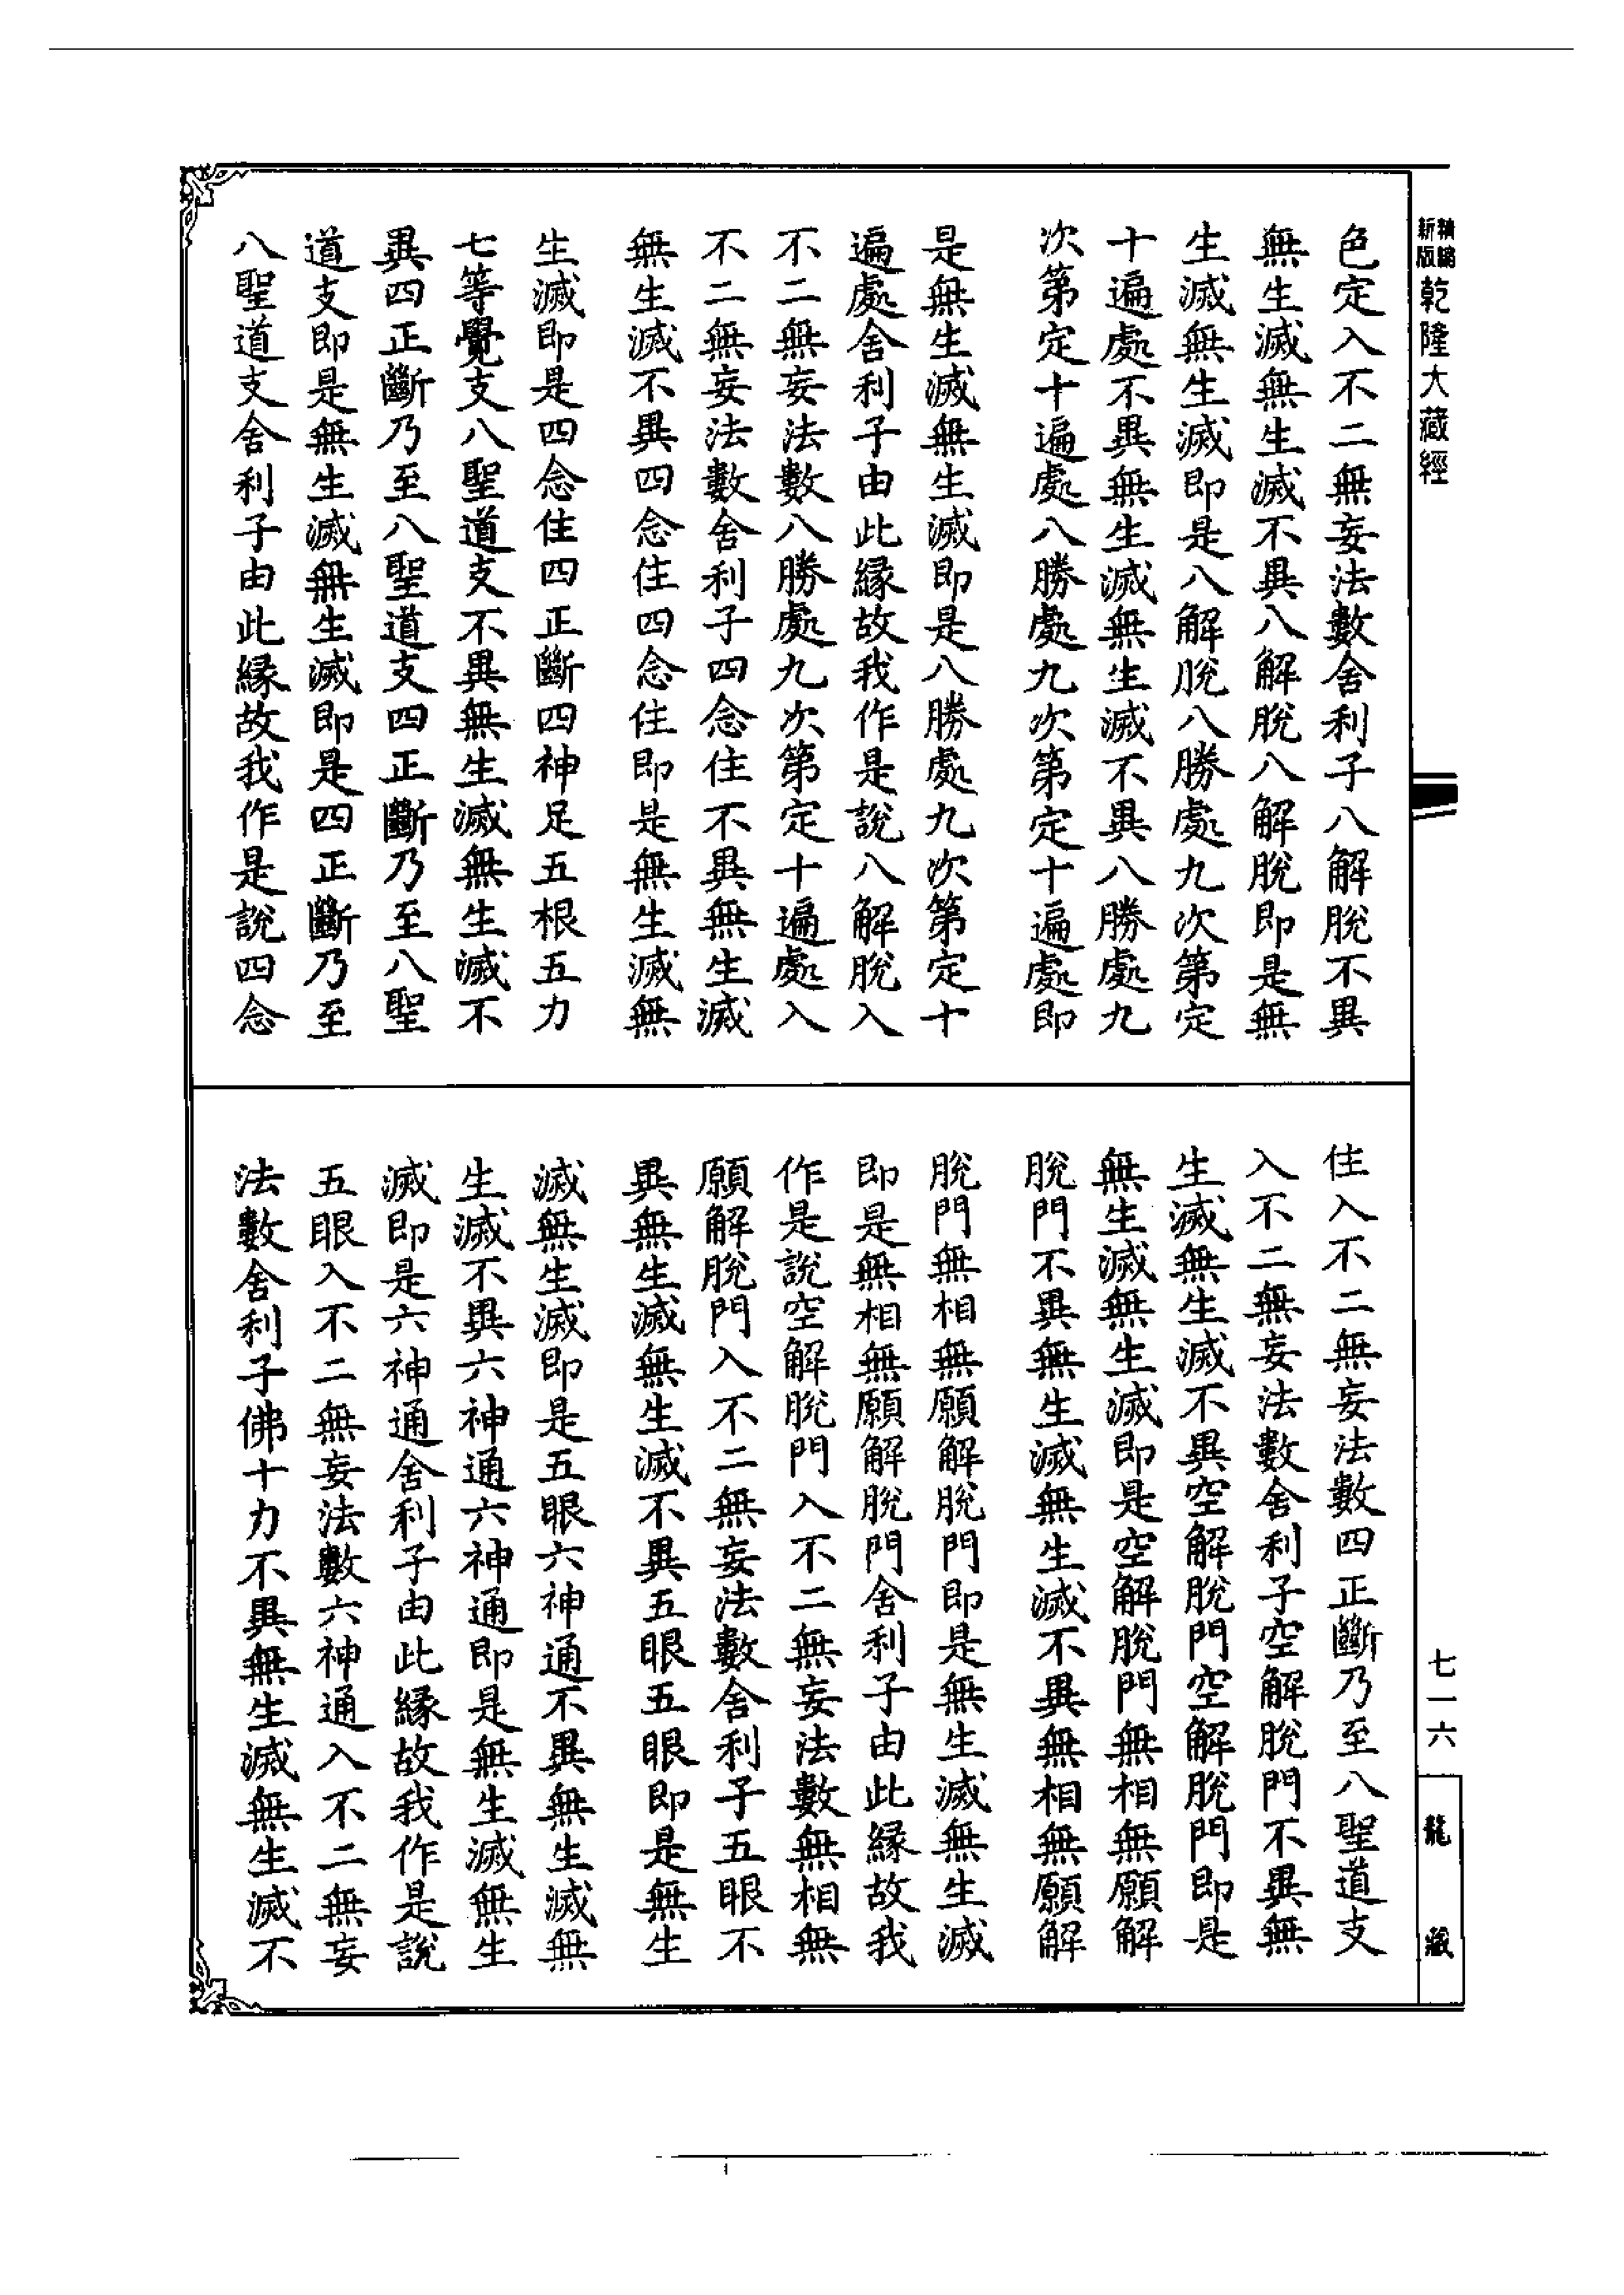 新版
精編
乾隆大藏經
色定入不二無妄法數舍利子八解脫不異
無生滅無生滅不異八解脫八解脫即是無
生滅無生滅即是八解脫八勝處九次第定
十遍處不異無生滅無生滅不異八勝處九
次第定十遍處八勝處九次第定十遍處即
是無生滅無生滅即是八勝處九次第定十
遍處舍利子由此緣故我作是說八解脫入
不二無妄法數八勝處九次第定十遍處入
不二無妄法數舍利子四念住不異無生滅
無生滅不異四念住四念住即是無生滅無
生滅即是四念住四正斷四神足五根五力
七等覺支八聖道支不異無生滅無生滅不
異四正斷乃至八聖道支四正斷乃至八聖
道支即是無生滅無生滅即是四正斷乃至
八聖道支舍利子由此緣故我作是說四念
住入不二無妄法數四正斷乃至八聖道支
入不二無妄法數舍利子空解脫門不異無
生滅無生滅不異空解脫門空解脫門即是
無生滅無生滅即是空解脫門無相無願解
脫門不異無生滅無生滅不異無相無願解
脫門無相無願解脫門即是無生滅無生滅
即是無相無願解脫門舍利子由此緣故我
作是說空解脫門入不二無妄法數無相無
願解脫門入不二無妄法數舍利子五眼不
異無生滅無生滅不異五眼五眼即是無生
滅無生滅即是五眼六神通不異無生滅無
生滅不異六神通六神通即是無生滅無生
滅即是六神通舍利子由此緣故我作是說
五眼入不二無妄法數六神通入不二無妄
法數舍利子佛十力不異無生滅無生滅不
七一六
龍藏